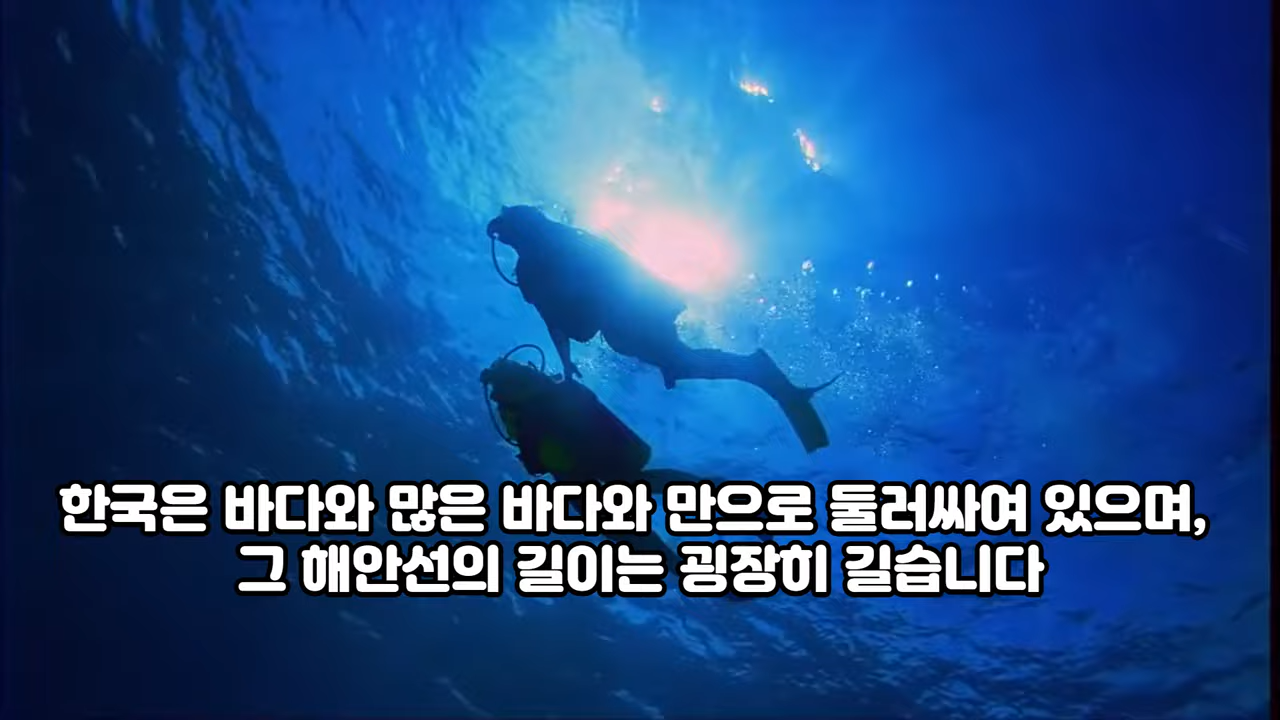 한국은 바다와 많은 바다와 만으로 둘러싸여 있으며,
그 해안선의 길이는 굉장히 길습니다